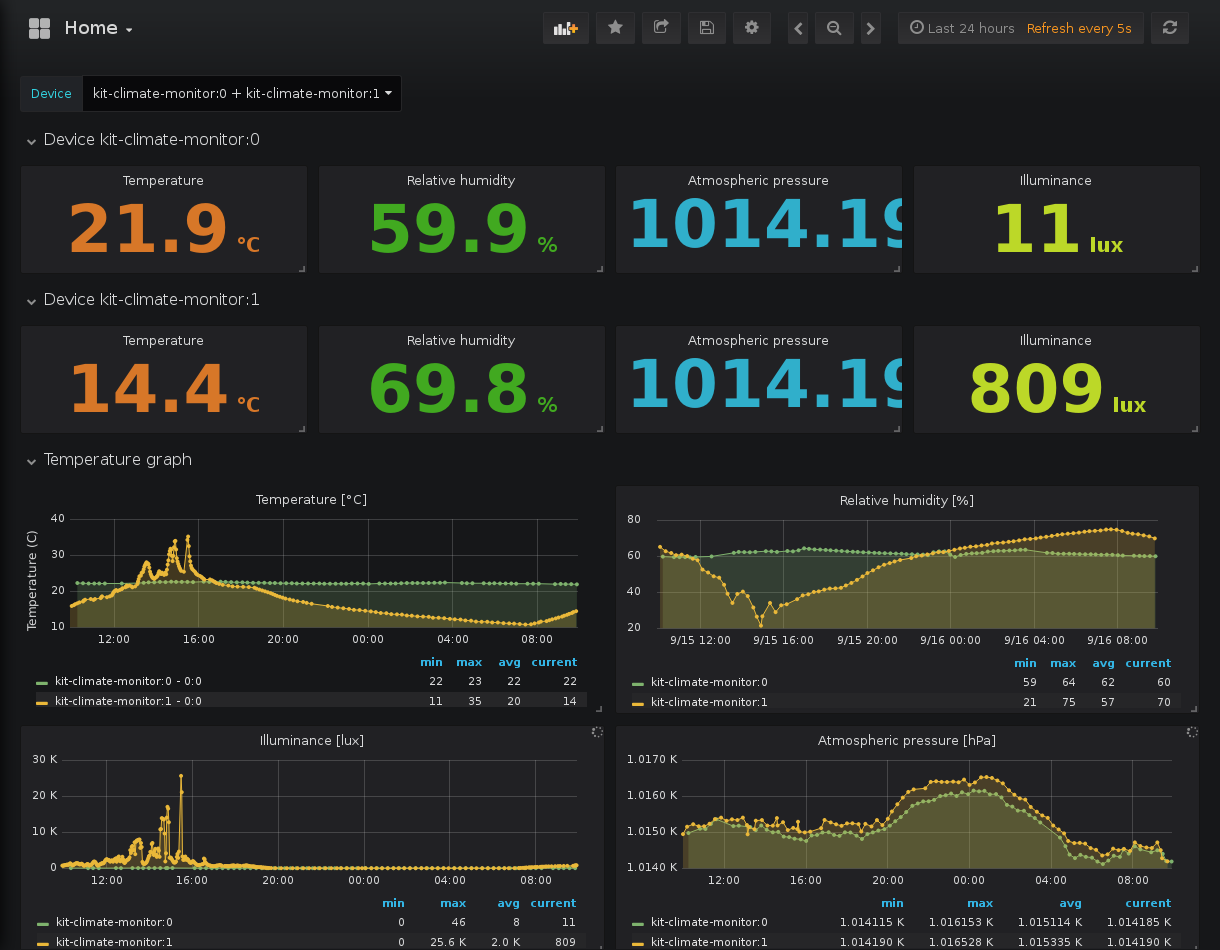 Home
Last 24 hours Refresh every 5s
Device kit-climate-monitor:0 + kit-climate-monitor:1
Device kit-climate-monitor:0
Temperature Relative humidity Atmospheric pressure Illuminance
21.9 °C 59.9 % 1014.19 11 lux
Device kit-climate-monitor:1
Temperature Relative humidity Atmospheric pressure Illuminance
14.4 °C 69.8 % 1014.19 809 lux
Temperature graph
Temperature [°C]
Temperature (C)
40
30
20
10
12:00 16:00 20:00 00:00 04:00 08:00
min max avg current
kit-climate-monitor:0 - 0:0 22 23 22 22
kit-climate-monitor:1 - 0:0 11 35 20 14
Relative humidity [%]
80
60
40
20
9/15 12:00 9/15 16:00 9/15 20:00 9/16 00:00 9/16 04:00 9/16 08:00
min max avg current
kit-climate-monitor:0 59 64 62 60
kit-climate-monitor:1 21 75 57 70
Illuminance [lux]
30 K
20 K
10 K
0
12:00 16:00 20:00 00:00 04:00 08:00
min max avg current
kit-climate-monitor:0 0 46 8 11
kit-climate-monitor:1 0 25.6 K 2.0 K 809
Atmospheric pressure [hPa]
1.0170 K
1.0160 K
1.0150 K
1.0140 K
12:00 16:00 20:00 00:00 04:00 08:00
min max avg current
kit-climate-monitor:0 1.014115 K 1.016153 K 1.015114 K 1.014185 K
kit-climate-monitor:1 1.014190 K 1.016528 K 1.015335 K 1.014190 K